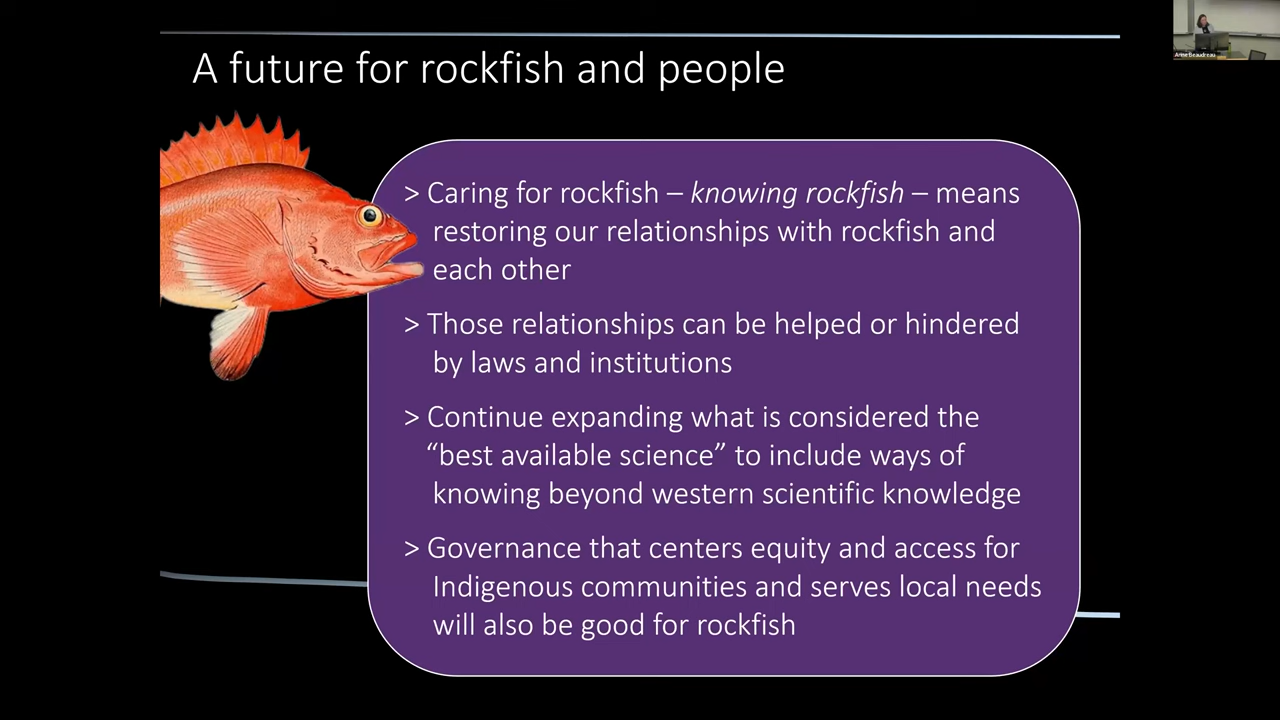 A future for rockfish and people
Anne Beaudreau
> Caring for rockfish – knowing rockfish – means
restoring our relationships with rockfish and
each other
> Those relationships can be helped or hindered
by laws and institutions
> Continue expanding what is considered the
“best available science” to include ways of
knowing beyond western scientific knowledge
> Governance that centers equity and access for
Indigenous communities and serves local needs
will also be good for rockfish